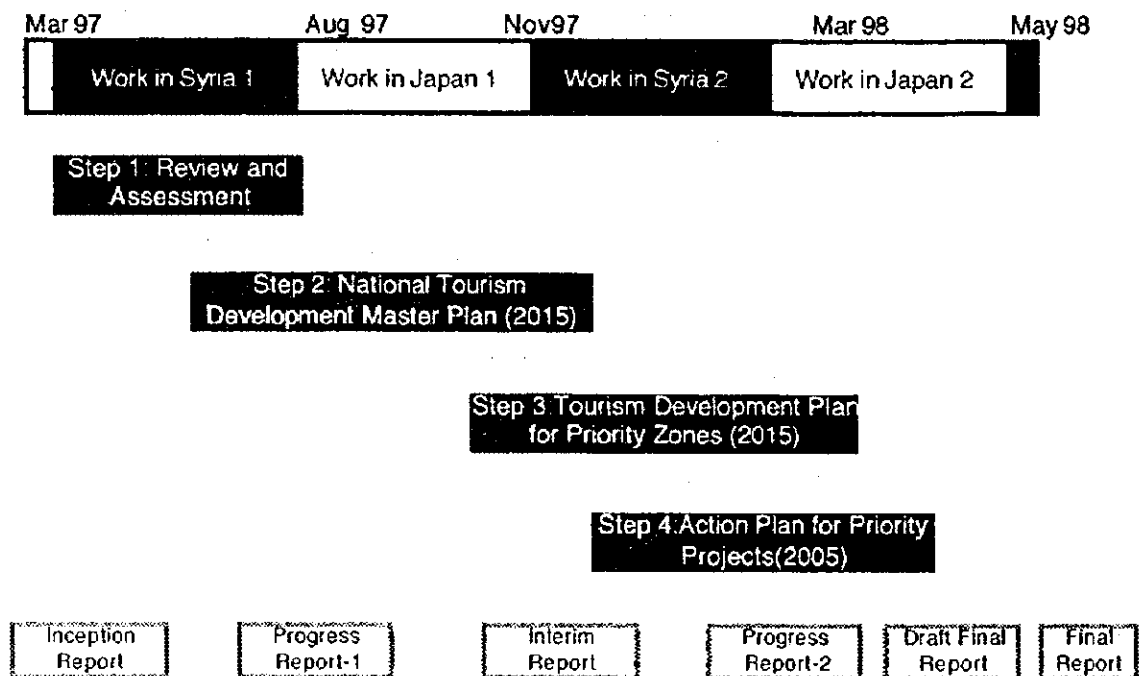 Mar 97 Aug 97 Nov97 Mar 98 May 98
Work in Syria 1 Work in Japan 1 Work in Syria 2 Work in Japan 2
Step 1: Review and
Assessment
Step 2: National Tourism
Development Master Plan (2015)
Step 3:Tourism Development Plan
for Priority Zones (2015)
Step 4:Action Plan for Priority
Projects(2005)
Inception
Report
Progress
Report-1
Interim
Report
Progress
Report-2
Draft Final
Report
Final
Report